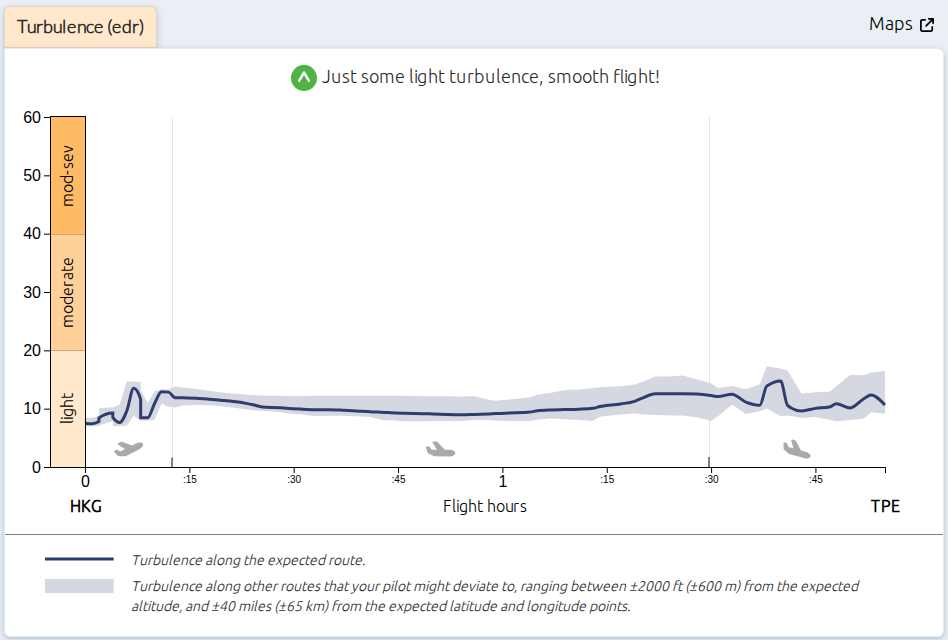 Turbulence (edr)
Maps
Just some light turbulence, smooth flight!
60
50
40
30
20
10
0
mod-sev
moderate
light
0 :15 :30 :45 1 :15 :30 :45
HKG Flight hours TPE
Turbulence along the expected route.
Turbulence along other routes that your pilot might deviate to, ranging between ±2000 ft (±600 m) from the expected
altitude, and ±40 miles (±65 km) from the expected latitude and longitude points.